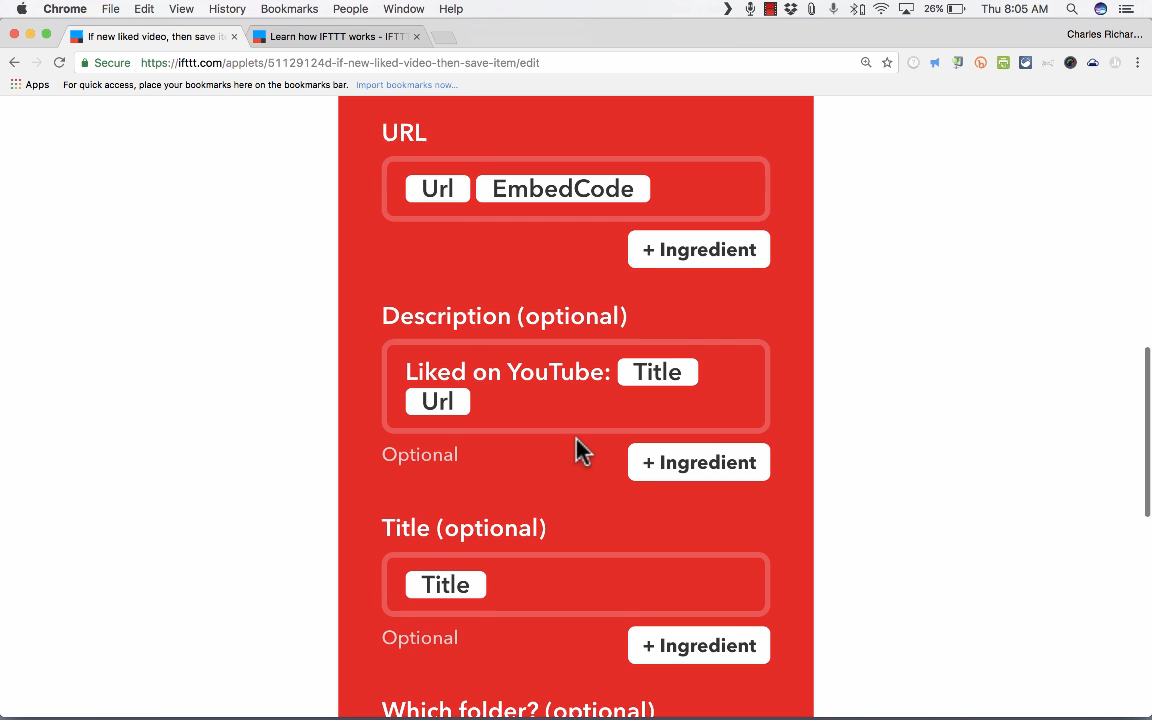 Chrome File Edit View History Bookmarks People Window Help 26% Thu 8:05 AM
If new liked video, then save it
Learn how IFTTT works - IFTT
Charles Richar...
Secure https://ifttt.com/applets/51129124d-if-new-liked-video-then-save-item/edit
Apps For quick access, place your bookmarks here on the bookmarks bar. Import bookmarks now...
URL
Url EmbedCode
+ Ingredient
Description (optional)
Liked on YouTube: Title
Url
Optional
+ Ingredient
Title (optional)
Title
Optional
+ Ingredient
Which folder? (optional)